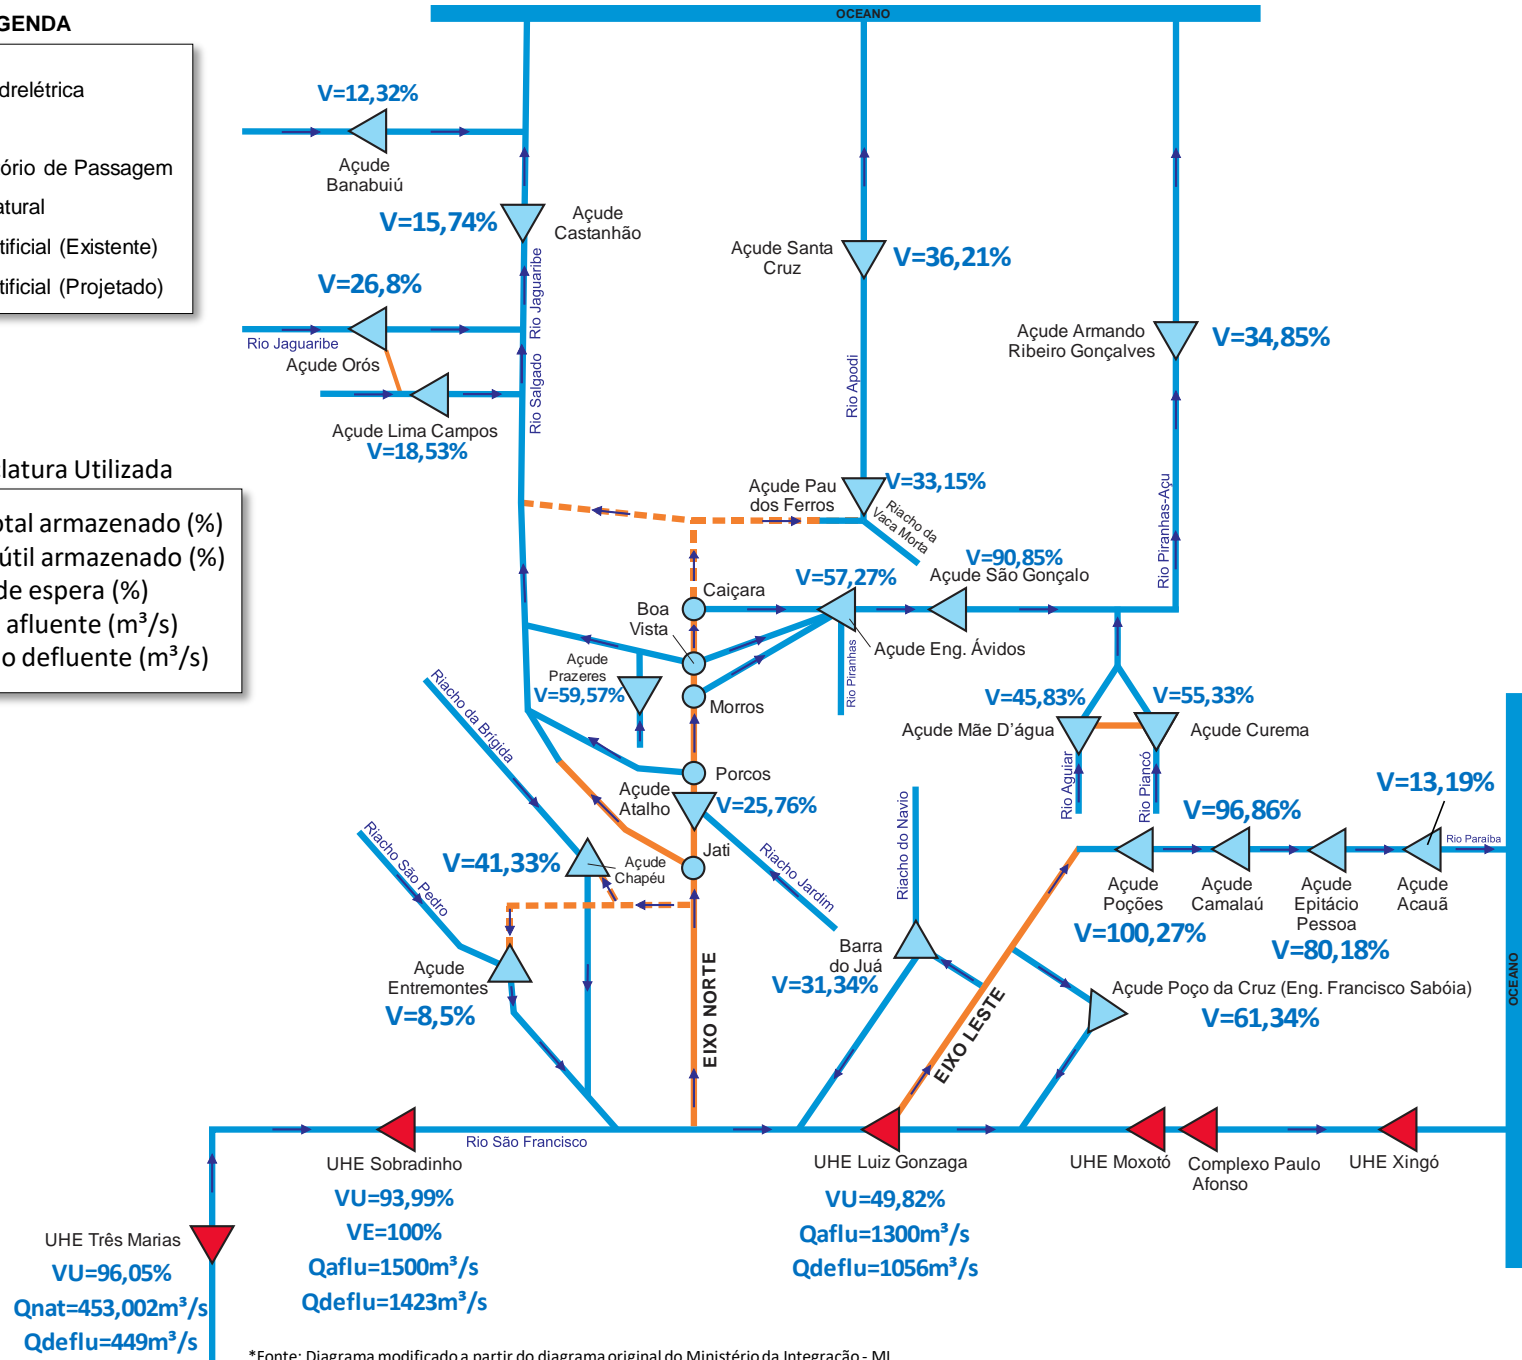 GENDA
drelétrica
ório de Passagem
atural
tificial (Existente)
tificial (Projetado)
clatura Utilizada
otal armazenado (%)
útil armazenado (%)
de espera (%)
afluente (m³/s)
o defluente (m³/s)
OCEANO
V=12,32%
Açude
Banabuiú
V=15,74%
Açude
Castanhão
Rio Jaguaribe
V=26,8%
Rio Jaguaribe
Açude Orós
Rio Salgado
Açude Lima Campos
V=18,53%
Açude Santa
Cruz
V=36,21%
Rio Apodi
Açude Armando
Ribeiro Gonçalves
V=34,85%
Rio Piranhas-Açu
Açude Pau
dos Ferros
V=33,15%
Riacho da
Vaca Morta
V=90,85%
Açude São Gonçalo
V=57,27%
Caiçara
Boa
Vista
Açude Eng. Ávidos
Rio Piranhas
Açude
Prazeres
V=59,57%
Morros
Riacho da Brígida
V=45,83%
V=55,33%
Açude Mãe D'água
Açude Curema
Rio Aguiar
Rio Piancó
Porcos
Açude
Atalho
V=25,76%
V=13,19%
V=96,86%
Rio Paraíba
Riacho do Navio
Riacho São Pedro
V=41,33%
Açude
Chapéu
Jati
Riacho Jardim
Açude
Poções
Açude
Camalaú
Açude
Epitácio
Pessoa
Açude
Acauã
V=100,27%
V=80,18%
Açude
Entremontes
V=8,5%
EIXO NORTE
Barra
do Juá
V=31,34%
EIXO LESTE
Açude Poço da Cruz (Eng. Francisco Sabóia)
V=61,34%
OCEANO
Rio São Francisco
UHE Sobradinho
VU=93,99%
VE=100%
Qaflu=1500m³/s
Qdeflu=1423m³/s
UHE Luiz Gonzaga
VU=49,82%
Qaflu=1300m³/s
Qdeflu=1056m³/s
UHE Moxotó
Complexo Paulo
Afonso
UHE Xingó
UHE Três Marias
VU=96,05%
Qnat=453,002m³/s
Qdeflu=449m³/s
*Fonte: Diagrama modificado a partir do diagrama original do Ministério da Integração - MI